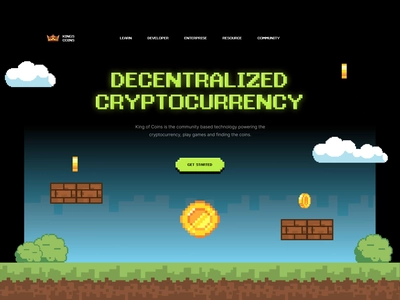 KINGS
COINS
LEARN DEVELOPER ENTERPRISE RESOURCE COMMUNITY
DECENTRALIZED
CRYPTOCURRENCY
King of Coins is the community based technology powering the
cryptocurrency, play games and finding the coins.
GET STARTED